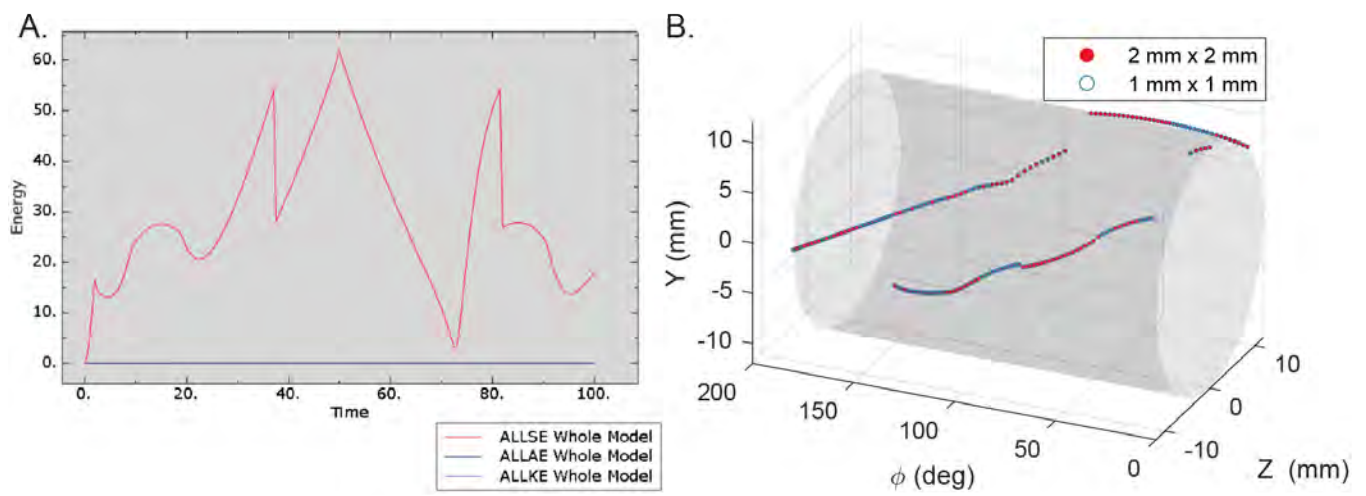 A.
60.
50.
40.
30.
20.
10.
0.
Energy
0. 20. 40. 60. 80. 100.
Time
ALLSE Whole Model
ALLAE Whole Model
ALLKE Whole Model
B.
2 mm x 2 mm
1 mm x 1 mm
10
5
0
-5
-10
Y (mm)
200 150 100 50 0
ϕ (deg)
-10 0 10
Z (mm)